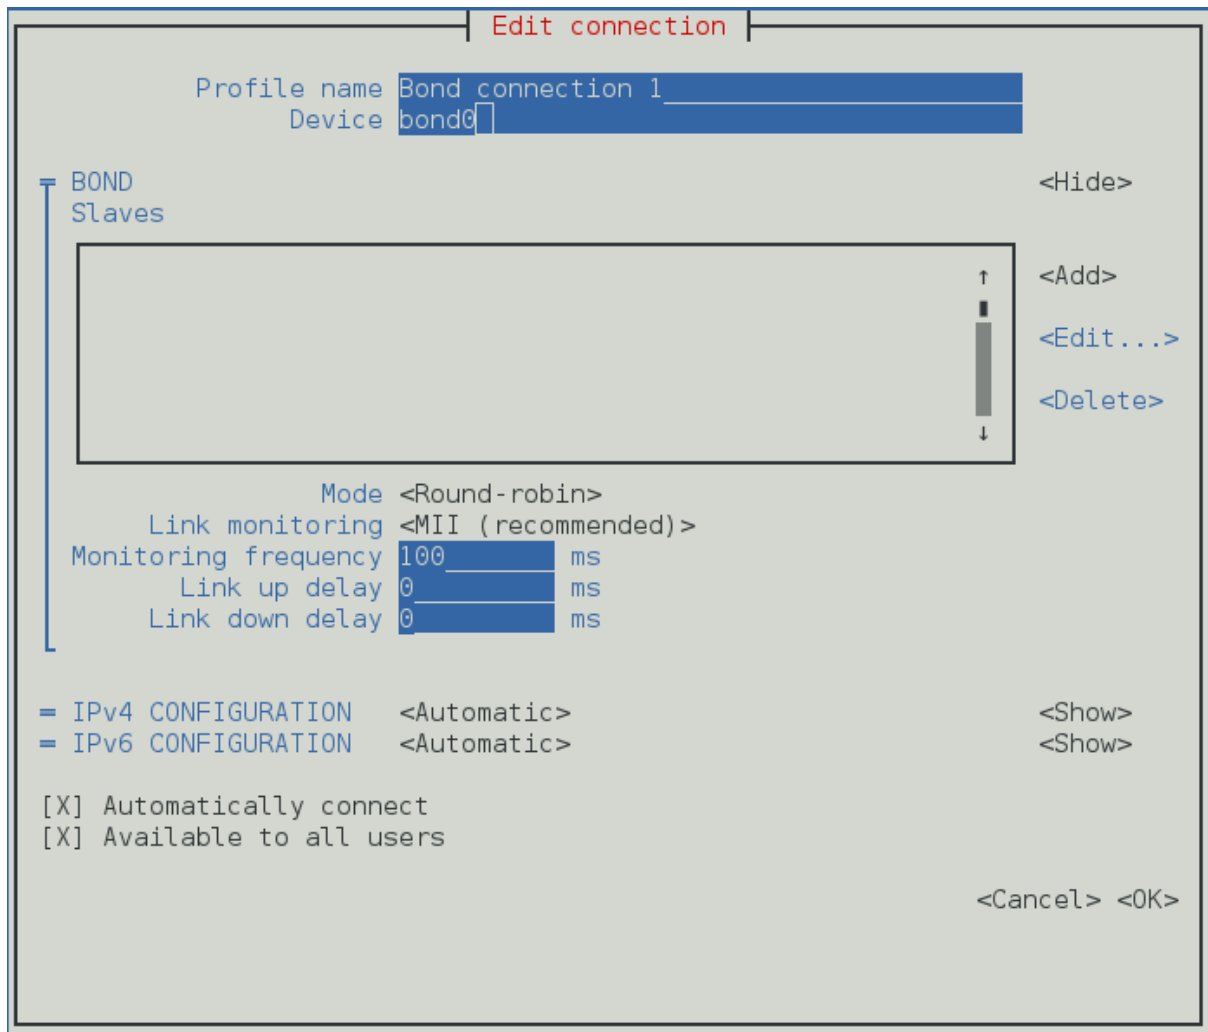 Edit connection
Profile name Bond connection 1
Device bond0
BOND <Hide>
Slaves
<Add>
<Edit...>
<Delete>
Mode <Round-robin>
Link monitoring <MII (recommended)>
Monitoring frequency 100 ms
Link up delay 0 ms
Link down delay 0 ms
= IPv4 CONFIGURATION <Automatic> <Show>
= IPv6 CONFIGURATION <Automatic> <Show>
[X] Automatically connect
[X] Available to all users
<Cancel> <OK>